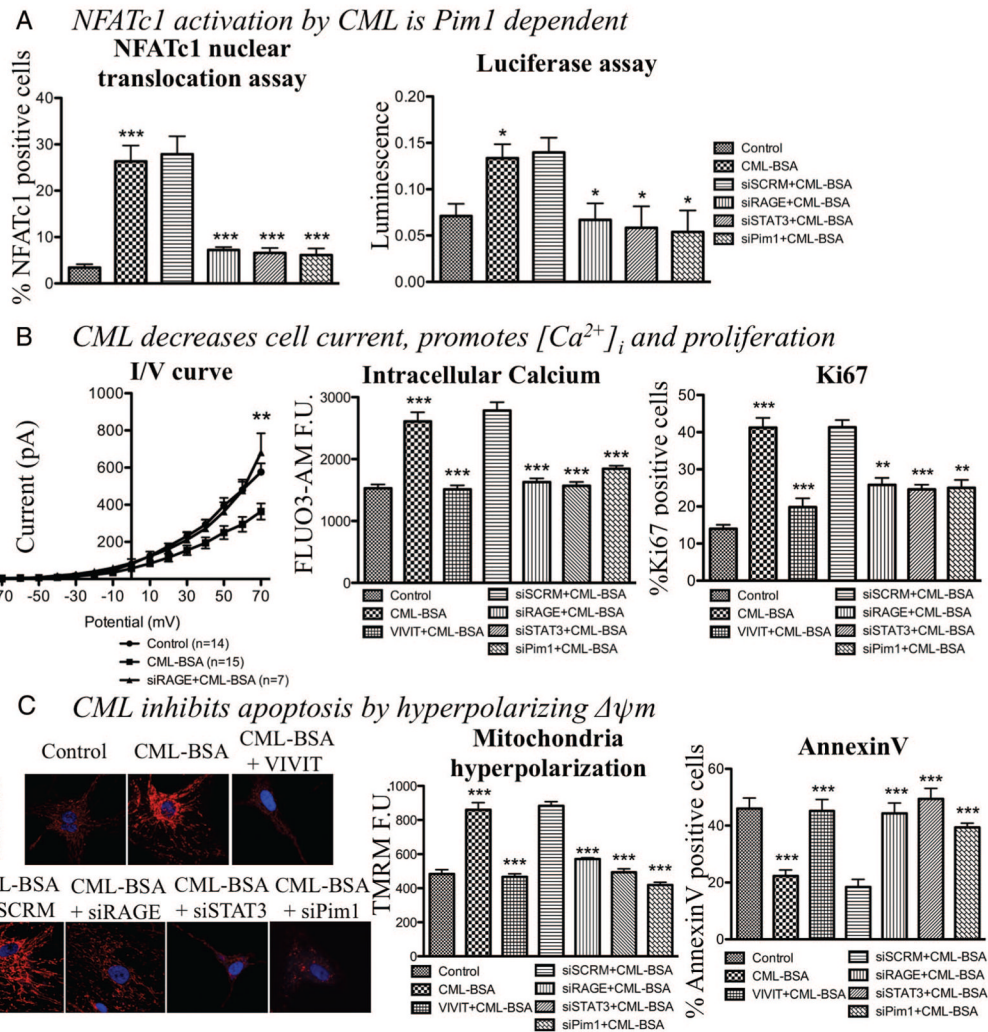 A NFATc1 activation by CML is Pim1 dependent
NFATc1 nuclear
translocation assay
% NFATc1 positive cells
40
30
20
10
0
***
*** *** ***
Luciferase assay
Luminescence
0.20
0.15
0.10
0.05
0.00
*
* * *
Control
CML-BSA
siSCRM+CML-BSA
siRAGE+CML-BSA
siSTAT3+CML-BSA
siPim1+CML-BSA
B CML decreases cell current, promotes [Ca2+]i and proliferation
I/V curve
Current (pA)
1000
800
600
400
200
**
70 -50 -30 -10 10 30 50 70
Potential (mV)
Control (n=14)
CML-BSA (n=15)
siRAGE+CML-BSA (n=7)
Intracellular Calcium
FLUO3-AM F.U.
3000
2000
1000
0
***
***
*** *** ***
Control
CML-BSA
VIVIT+CML-BSA
siSCRM+CML-BSA
siRAGE+CML-BSA
siSTAT3+CML-BSA
siPim1+CML-BSA
Ki67
%Ki67 positive cells
50
40
30
20
10
0
***
***
** *** **
Control
CML-BSA
VIVIT+CML-BSA
siSCRM+CML-BSA
siRAGE+CML-BSA
siSTAT3+CML-BSA
siPim1+CML-BSA
C CML inhibits apoptosis by hyperpolarizing Δψm
Control
CML-BSA
CML-BSA
+ VIVIT
ML-BSA
SCRM
CML-BSA
+ siRAGE
CML-BSA
+ siSTAT3
CML-BSA
+ siPim1
Mitochondria
hyperpolarization
TMRM F.U.
1000
800
600
400
200
0
***
***
*** *** ***
Control
CML-BSA
VIVIT+CML-BSA
siSCRM+CML-BSA
siRAGE+CML-BSA
siSTAT3+CML-BSA
siPim1+CML-BSA
AnnexinV
% AnnexinV positive cells
60
40
20
0
***
***
*** *** ***
Control
CML-BSA
VIVIT+CML-BSA
siSCRM+CML-BSA
siRAGE+CML-BSA
siSTAT3+CML-BSA
siPim1+CML-BSA